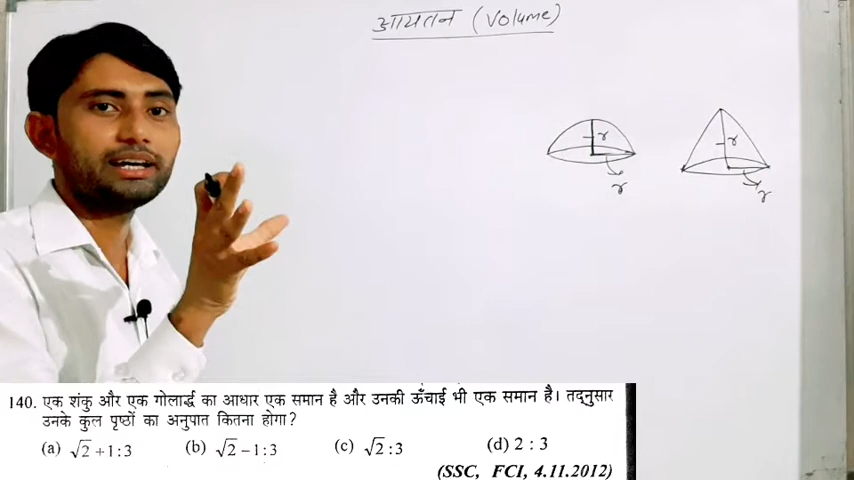 आयतन (Volume)
r
r
r
r
140. एक शंकु और एक गोलार्द्ध का आधार एक समान है और उनकी ऊँचाई भी एक समान है। तद्नुसार
उनके कुल पृष्ठों का अनुपात कितना होगा?
(a) √2 +1:3 (b) √2 –1:3 (c) √2 :3 (d) 2 : 3
(SSC, FCI, 4.11.2012)